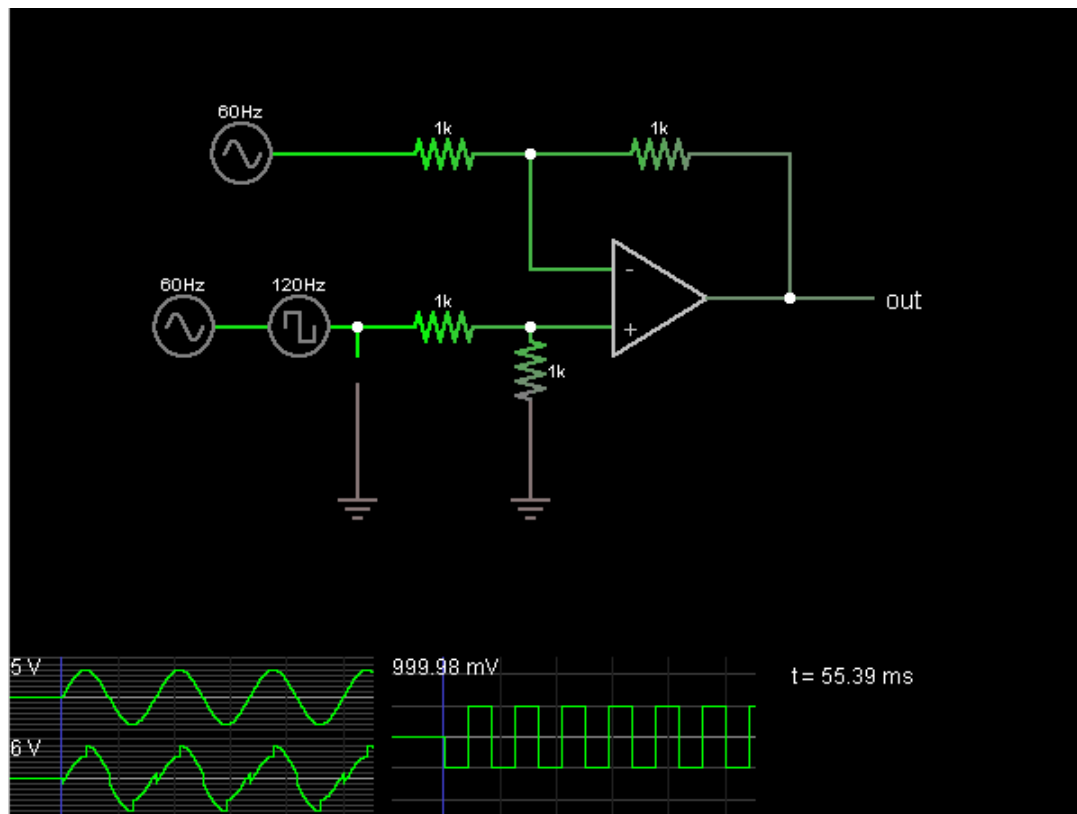 60Hz
1k
1k
60Hz
120Hz
1k
-
+
1k
out
5 V
999.98 mV
t = 55.39 ms
6 V